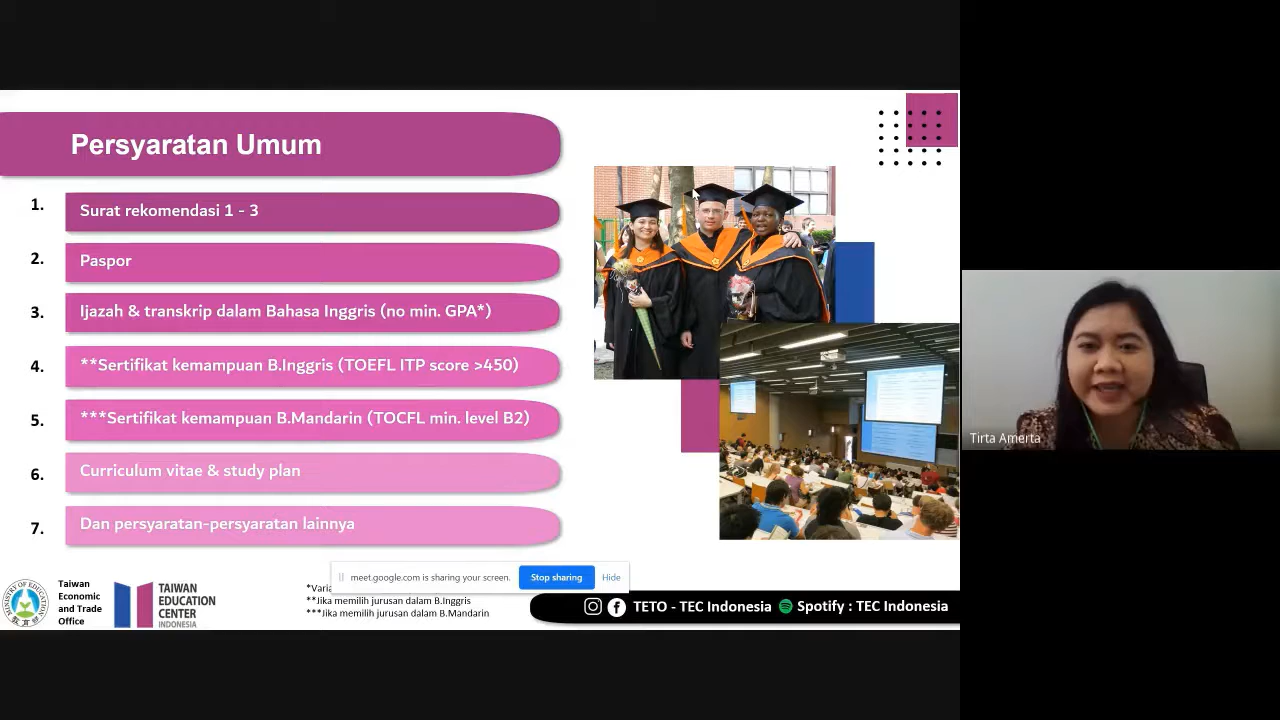 Persyaratan Umum
1. Surat rekomendasi 1 - 3
2. Paspor
3. Ijazah & transkrip dalam Bahasa Inggris (no min. GPA*)
4. **Sertifikat kemampuan B.Inggris (TOEFL ITP score >450)
5. ***Sertifikat kemampuan B.Mandarin (TOCFL min. level B2)
6. Curriculum vitae & study plan
7. Dan persyaratan-persyaratan lainnya
Tirta Amerta
meet.google.com is sharing your screen.
Stop sharing
Hide
**Jika memilih jurusan dalam B.Inggris
***Jika memilih jurusan dalam B.Mandarin
MINISTRY OF EDUCATION
Taiwan
Economic
and Trade
Office
TAIWAN
EDUCATION
CENTER
INDONESIA
TETO - TEC Indonesia
Spotify : TEC Indonesia